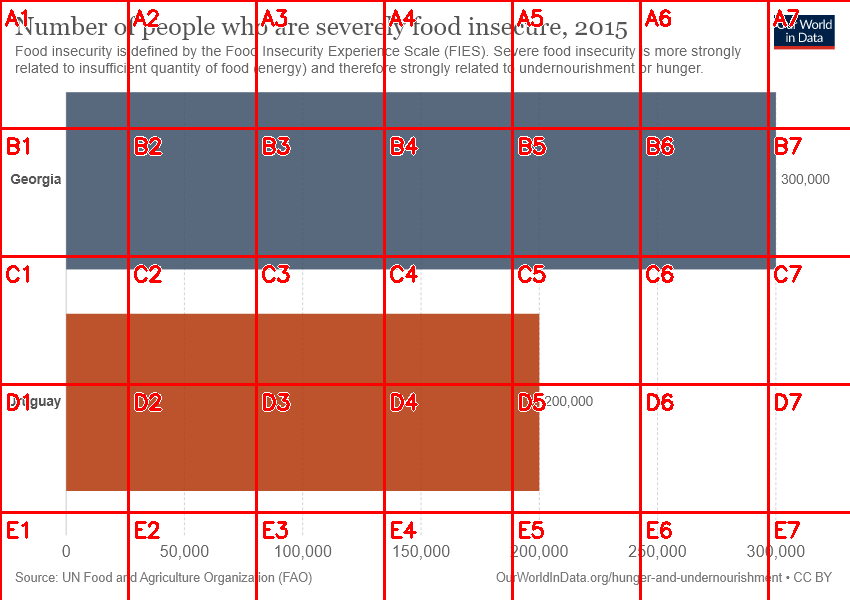 Number of people who are severely food insecure, 2015
Our World
in Data
Food insecurity is defined by the Food Insecurity Experience Scale (FIES). Severe food insecurity is more strongly
related to insufficient quantity of food (energy) and therefore strongly related to undernourishment or hunger.
A1 A2 A3 A4 A5 A6 A7
B1 B2 B3 B4 B5 B6 B7
Georgia 300,000
C1 C2 C3 C4 C5 C6 C7
D1 D2 D3 D4 D5 D6 D7
Uruguay 200,000
E1 E2 E3 E4 E5 E6 E7
0 50,000 100,000 150,000 200,000 250,000 300,000
Source: UN Food and Agriculture Organization (FAO) OurWorldInData.org/hunger-and-undernourishment • CC BY